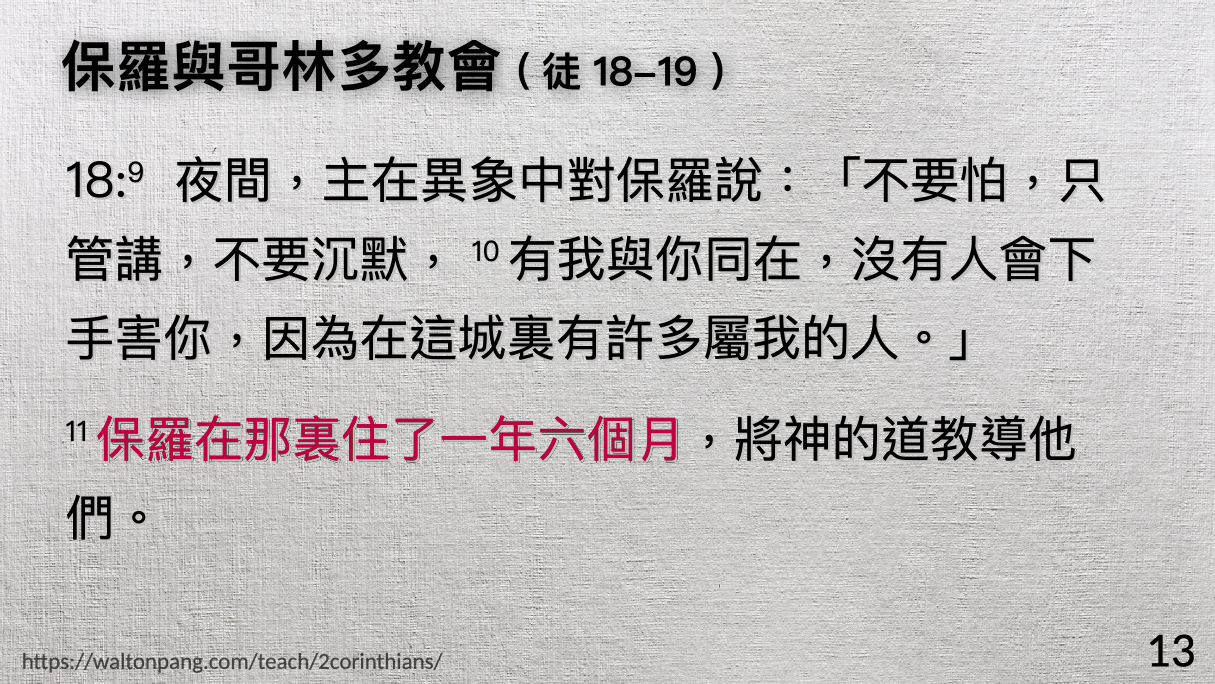 保羅與哥林多教會（徒 18–19）
18:9 夜間，主在異象中對保羅說：「不要怕，只
管講，不要沉默， 10 有我與你同在，沒有人會下
手害你，因為在這城裏有許多屬我的人。」
11 保羅在那裏住了一年六個月，將神的道教導他
們。
https://waltonpang.com/teach/2corinthians/
13